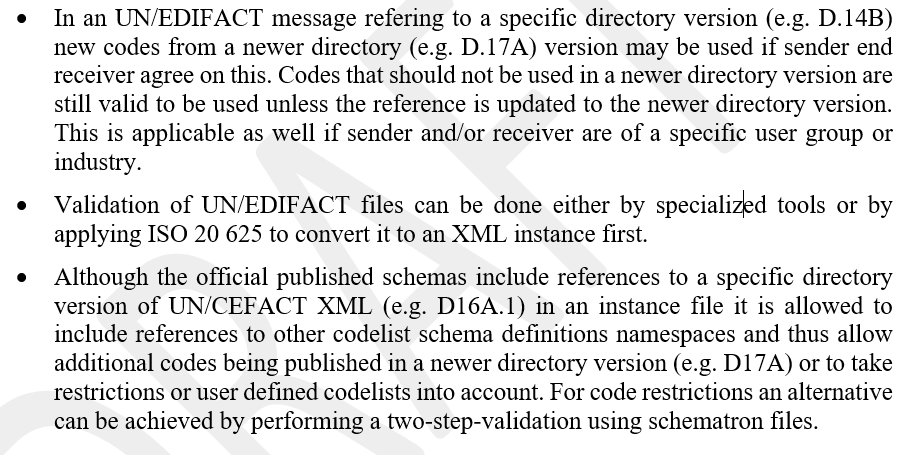 • In an UN/EDIFACT message refering to a specific directory version (e.g. D.14B)
new codes from a newer directory (e.g. D.17A) version may be used if sender end
receiver agree on this. Codes that should not be used in a newer directory version are
still valid to be used unless the reference is updated to the newer directory version.
This is applicable as well if sender and/or receiver are of a specific user group or
industry.
• Validation of UN/EDIFACT files can be done either by specialized tools or by
applying ISO 20 625 to convert it to an XML instance first.
• Although the official published schemas include references to a specific directory
version of UN/CEFACT XML (e.g. D16A.1) in an instance file it is allowed to
include references to other codelist schema definitions namespaces and thus allow
additional codes being published in a newer directory version (e.g. D17A) or to take
restrictions or user defined codelists into account. For code restrictions an alternative
can be achieved by performing a two-step-validation using schematron files.